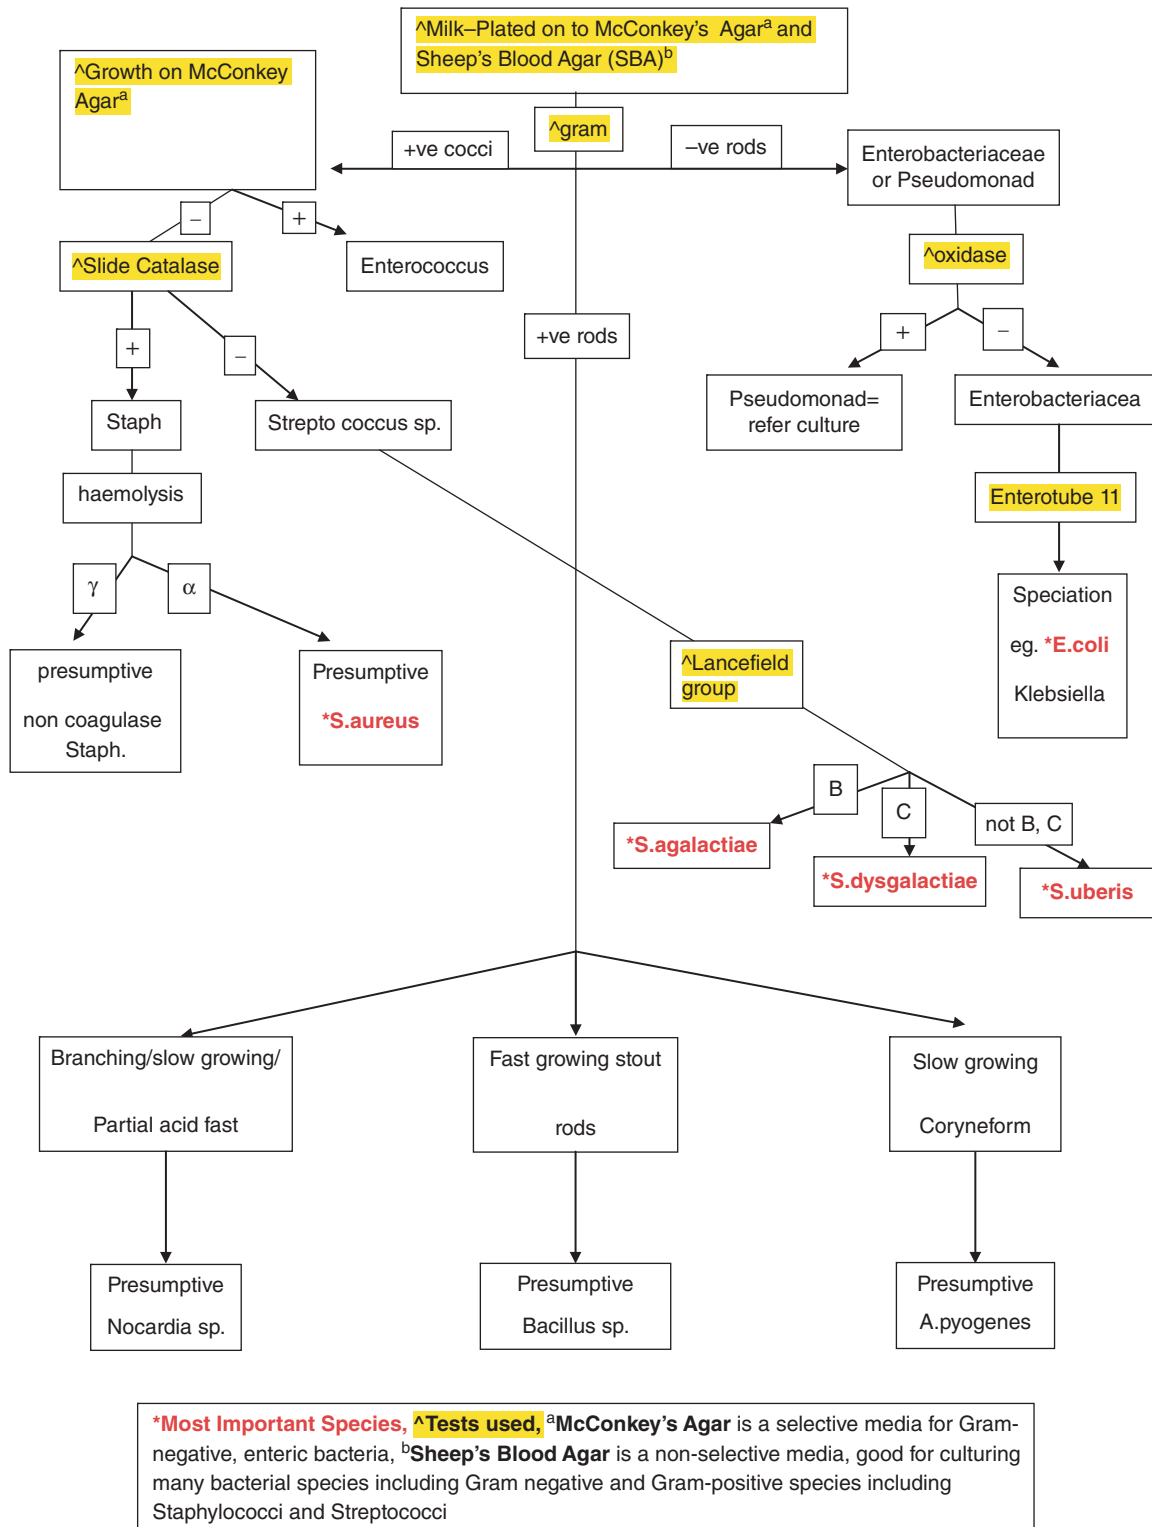 ^Milk–Plated on to McConkey's Agarᵃ and
Sheep's Blood Agar (SBA)ᵇ
^Growth on McConkey
Agarᵃ
^gram
+ve cocci
–ve rods
Enterobacteriaceae
or Pseudomonad
–
+
^Slide Catalase
Enterococcus
^oxidase
+ve rods
+
–
+
–
Staph
Strepto coccus sp.
Pseudomonad=
refer culture
Enterobacteriacea
haemolysis
Enterotube 11
γ
α
Speciation
eg. *E.coli
Klebsiella
presumptive
non coagulase
Staph.
Presumptive
*S.aureus
^Lancefield
group
B
C
not B, C
*S.agalactiae
*S.dysgalactiae
*S.uberis
Branching/slow growing/
Partial acid fast
Fast growing stout
rods
Slow growing
Coryneform
Presumptive
Nocardia sp.
Presumptive
Bacillus sp.
Presumptive
A.pyogenes
*Most Important Species, ^Tests used, ᵃMcConkey's Agar is a selective media for Gram-
negative, enteric bacteria, ᵇSheep's Blood Agar is a non-selective media, good for culturing
many bacterial species including Gram negative and Gram-positive species including
Staphylococci and Streptococci